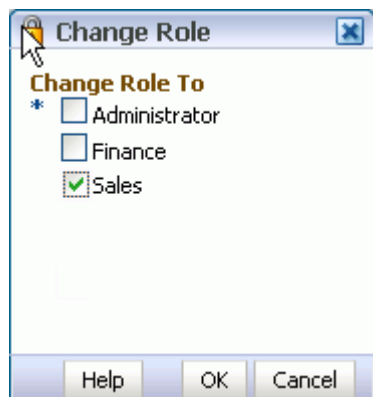 Change Role
Change Role To
* Administrator
Finance
Sales
Help OK Cancel